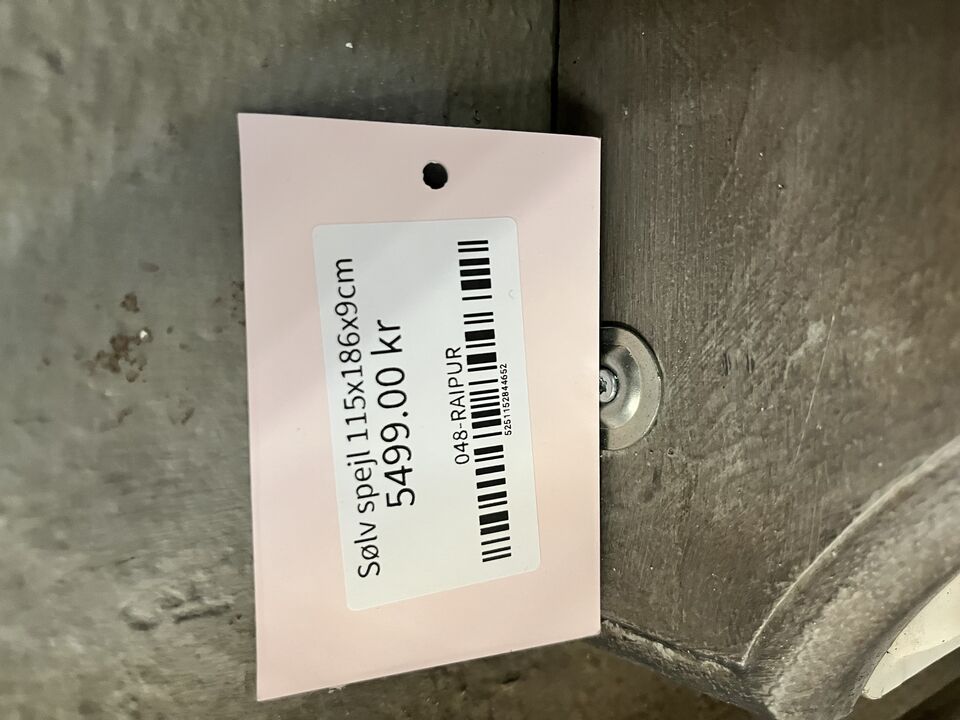 Sølv spejl 115x186x9cm
5499.00 kr
048-RAIPUR
5251152844652